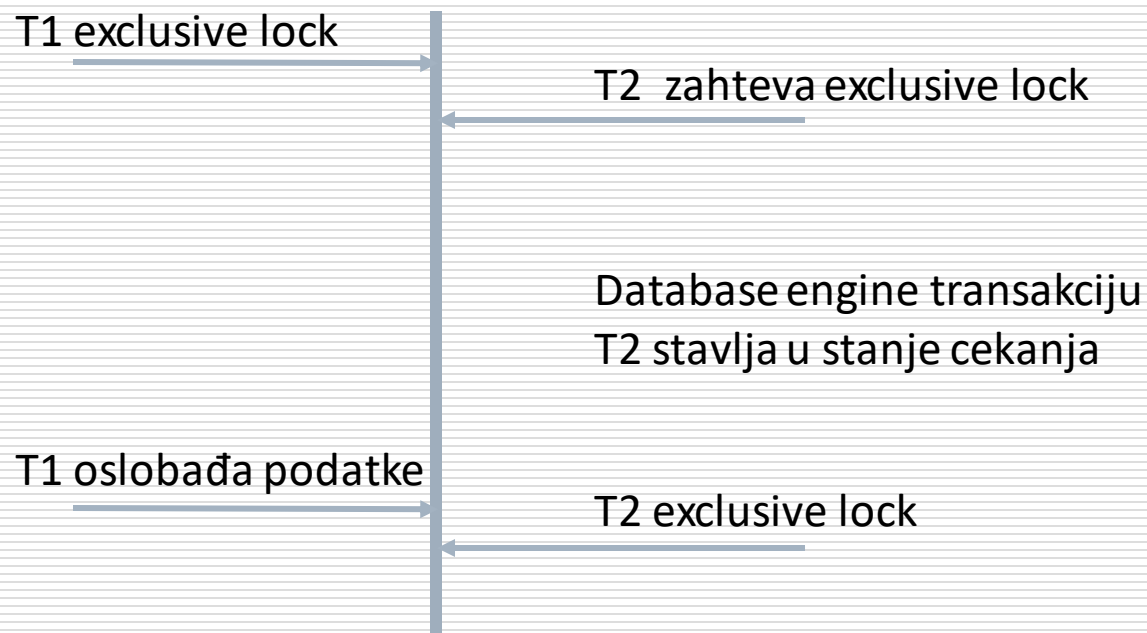 T1 exclusive lock
T2 zahteva exclusive lock
Database engine transakciju
T2 stavlja u stanje cekanja
T1 oslobađa podatke
T2 exclusive lock